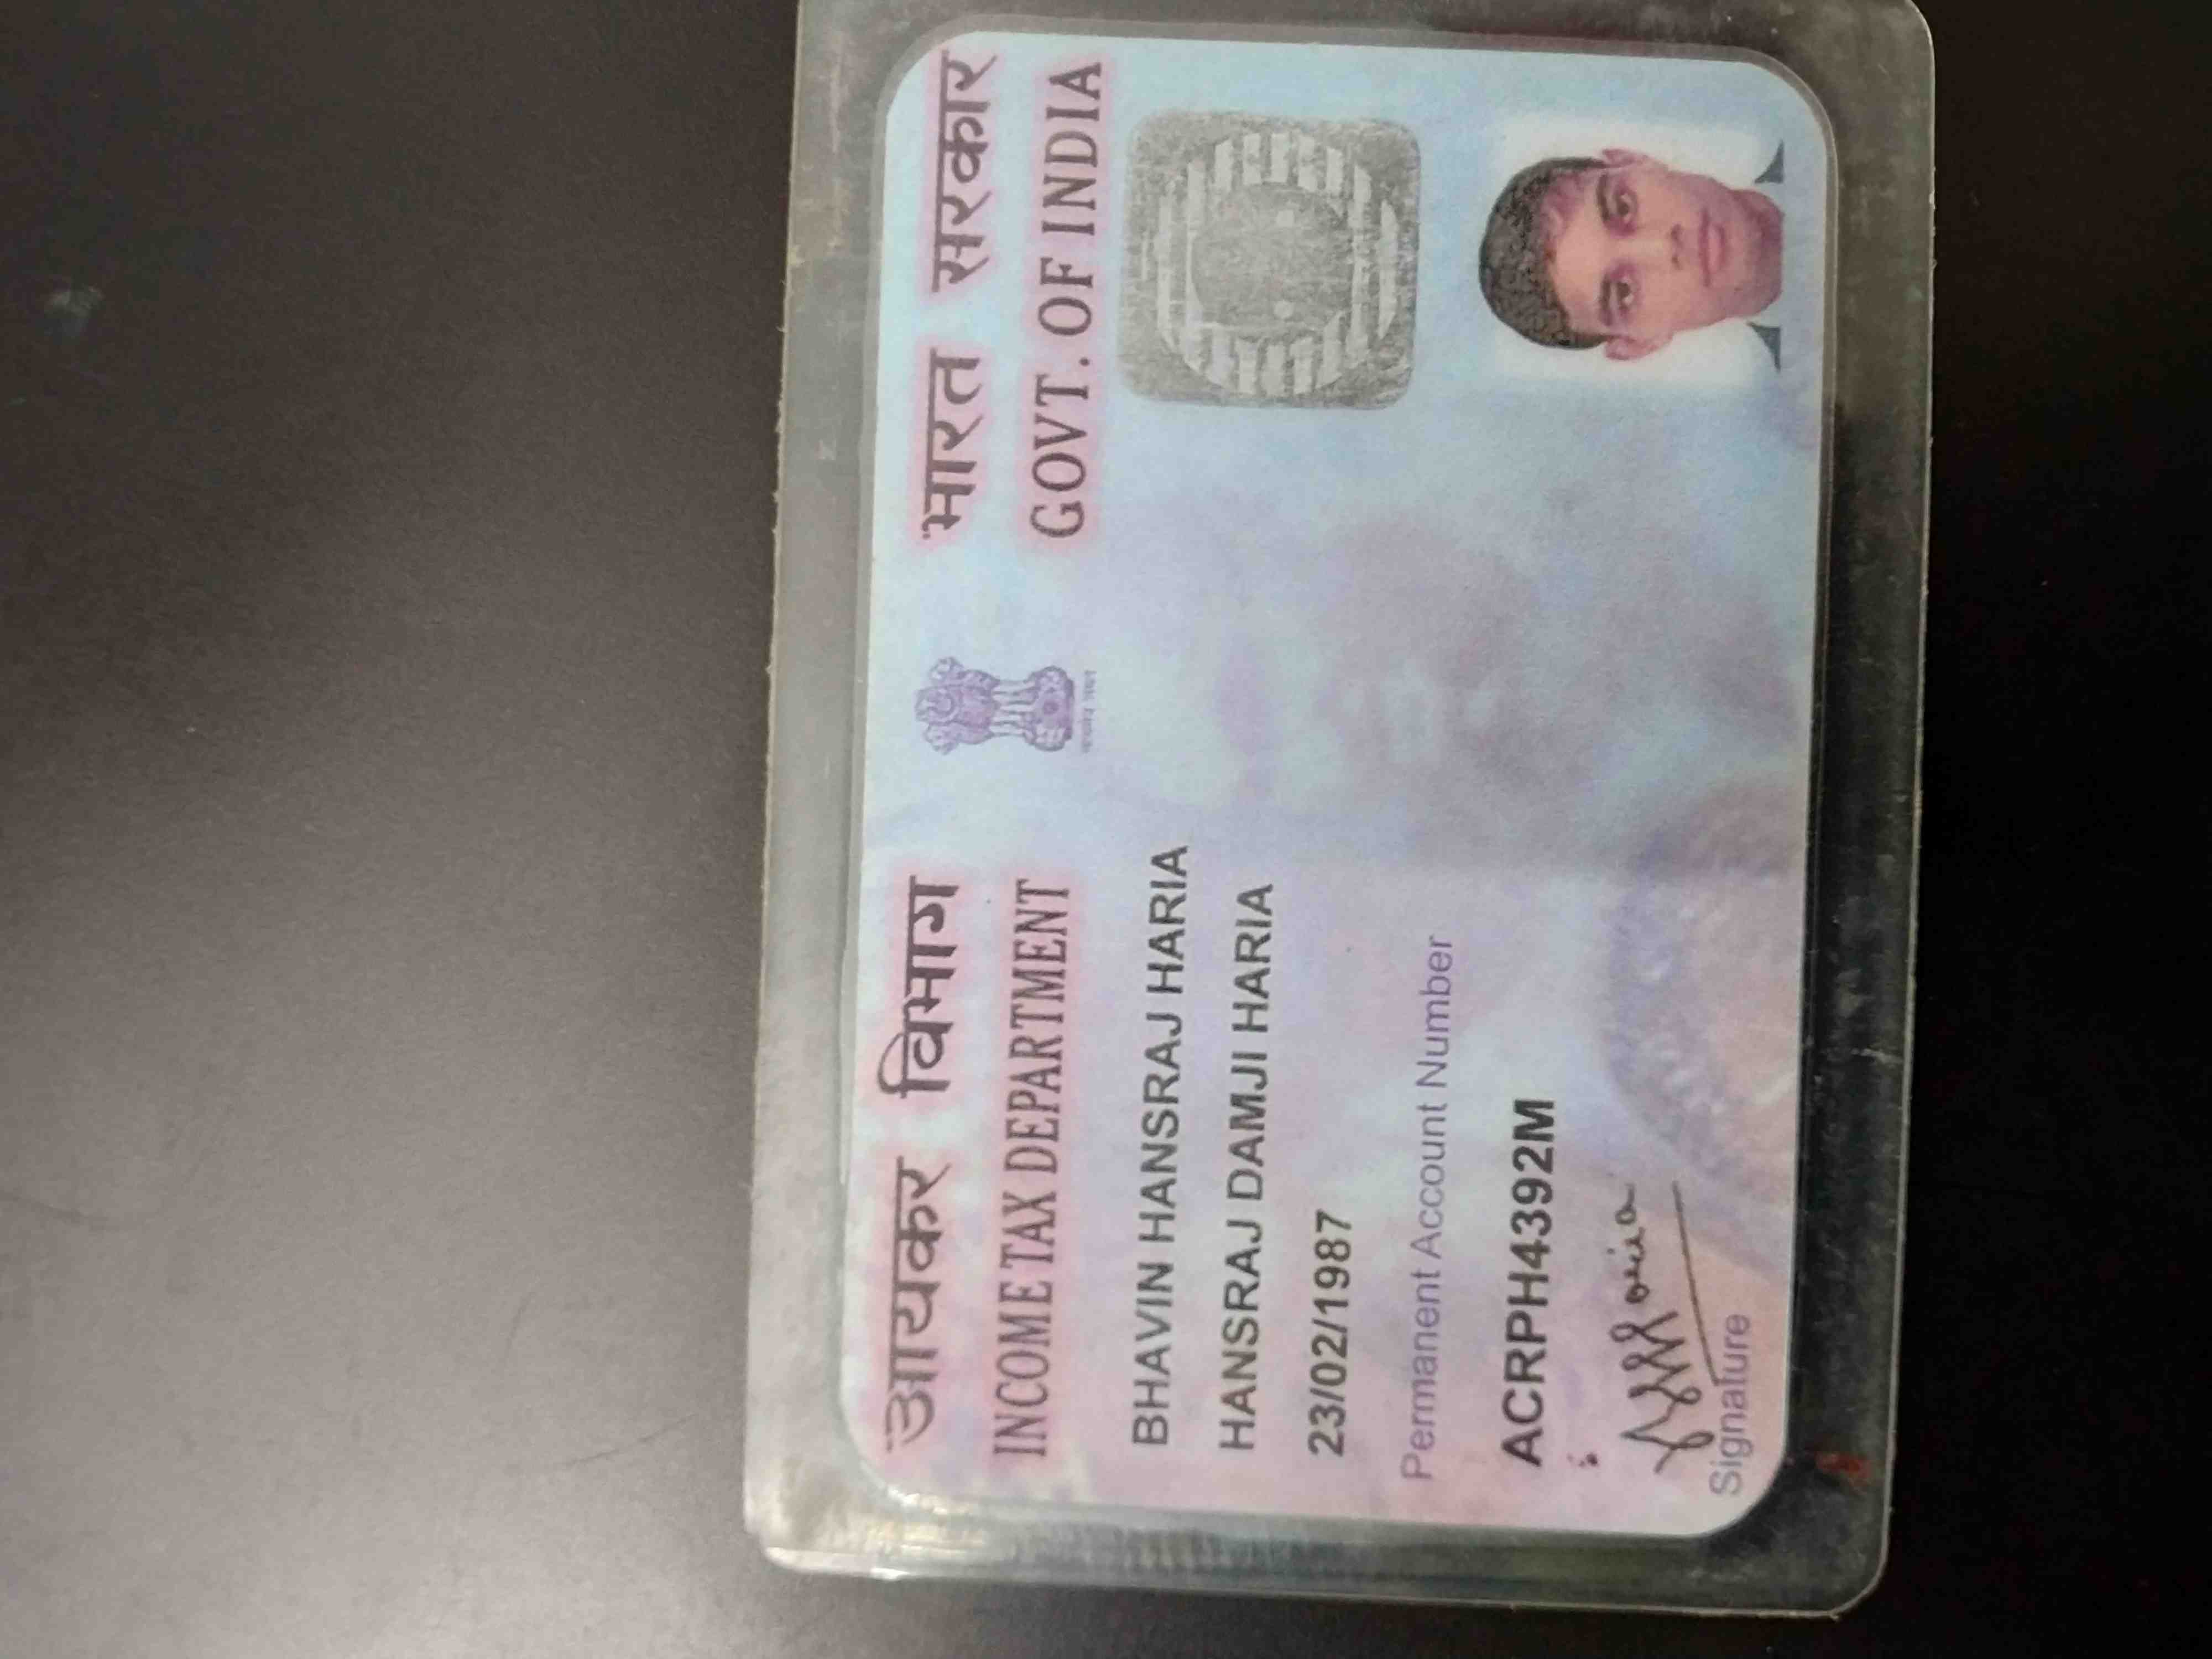 आयकर विभाग
INCOME TAX DEPARTMENT
भारत सरकार
GOVT. OF INDIA
BHAVIN HANSRAJ HARIA
HANSRAJ DAMJI HARIA
23/02/1987
Permanent Account Number
ACRPH4392M
Signature